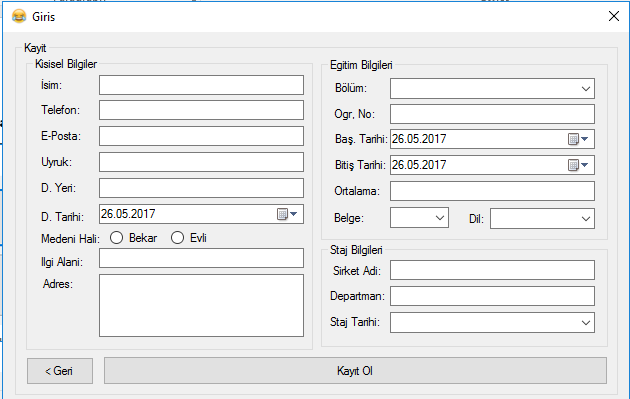 Giris
Kayit
Kisisel Bilgiler
İsim:
Telefon:
E-Posta:
Uyruk:
D. Yeri:
D. Tarihi: 26.05.2017
Medeni Hali: Bekar Evli
Ilgi Alani:
Adres:
Egitim Bilgileri
Bölüm:
Ogr. No:
Baş. Tarihi: 26.05.2017
Bitiş Tarihi: 26.05.2017
Ortalama:
Belge: Dil:
Staj Bilgileri
Sirket Adi:
Departman:
Staj Tarihi:
< Geri
Kayıt Ol